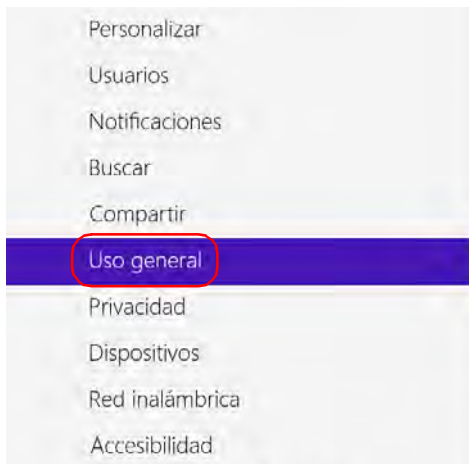 Personalizar
Usuarios
Notificaciones
Buscar
Compartir
Uso general
Privacidad
Dispositivos
Red inalámbrica
Accesibilidad